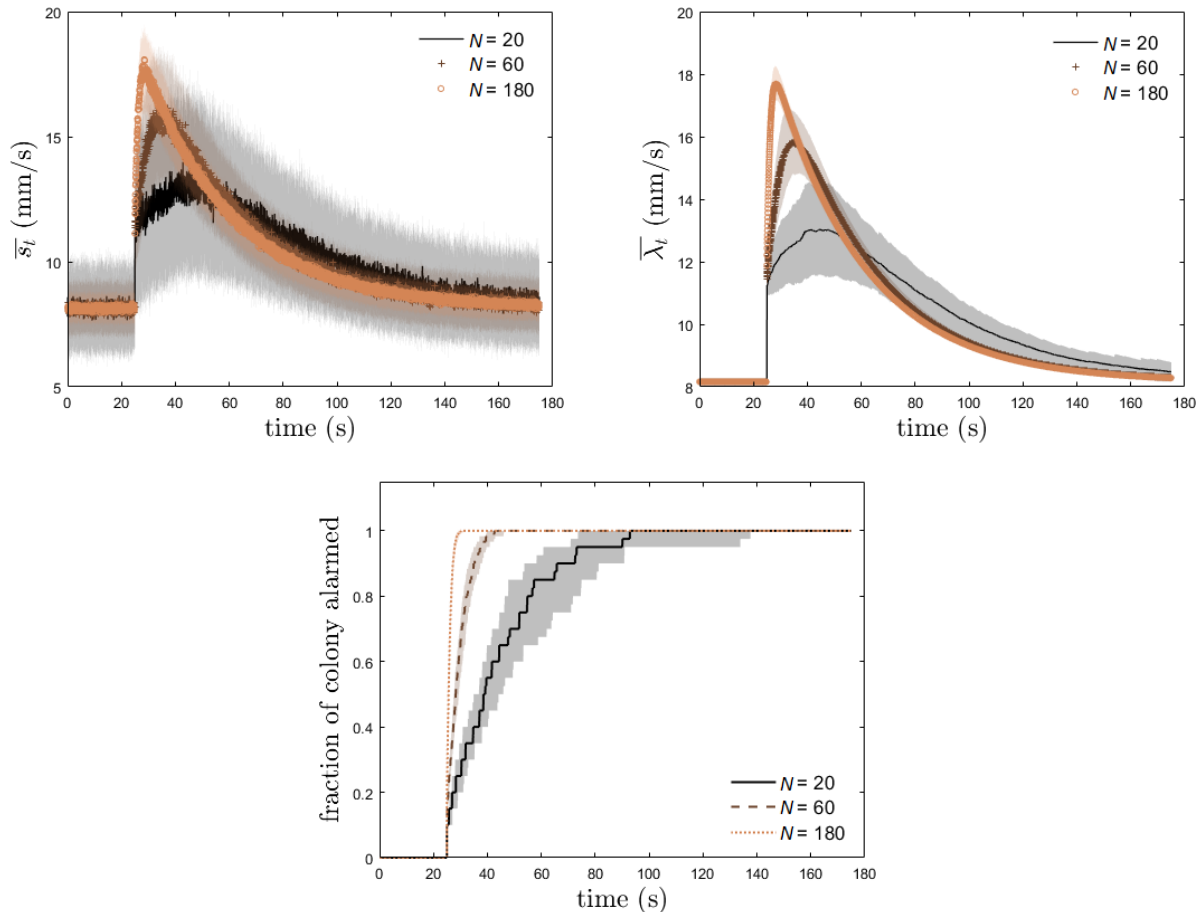 20
15
10
5
s̅t (mm/s)
N = 20
N = 60
N = 180
0 20 40 60 80 100 120 140 160 180
time (s)
20
18
16
14
12
10
8
λ̅t (mm/s)
N = 20
N = 60
N = 180
0 20 40 60 80 100 120 140 160 180
time (s)
1
0.8
0.6
0.4
0.2
0
fraction of colony alarmed
N = 20
N = 60
N = 180
0 20 40 60 80 100 120 140 160 180
time (s)